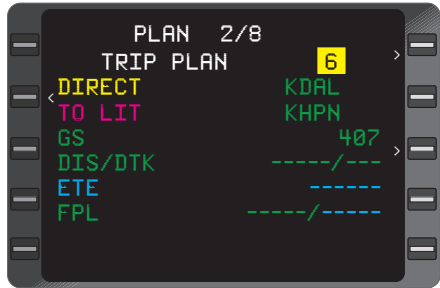 PLAN 2/8
TRIP PLAN 6
DIRECT KDAL
TO LIT KHPN
GS 407
DIS/DTK -----/---
ETE ------
FPL -----/-----